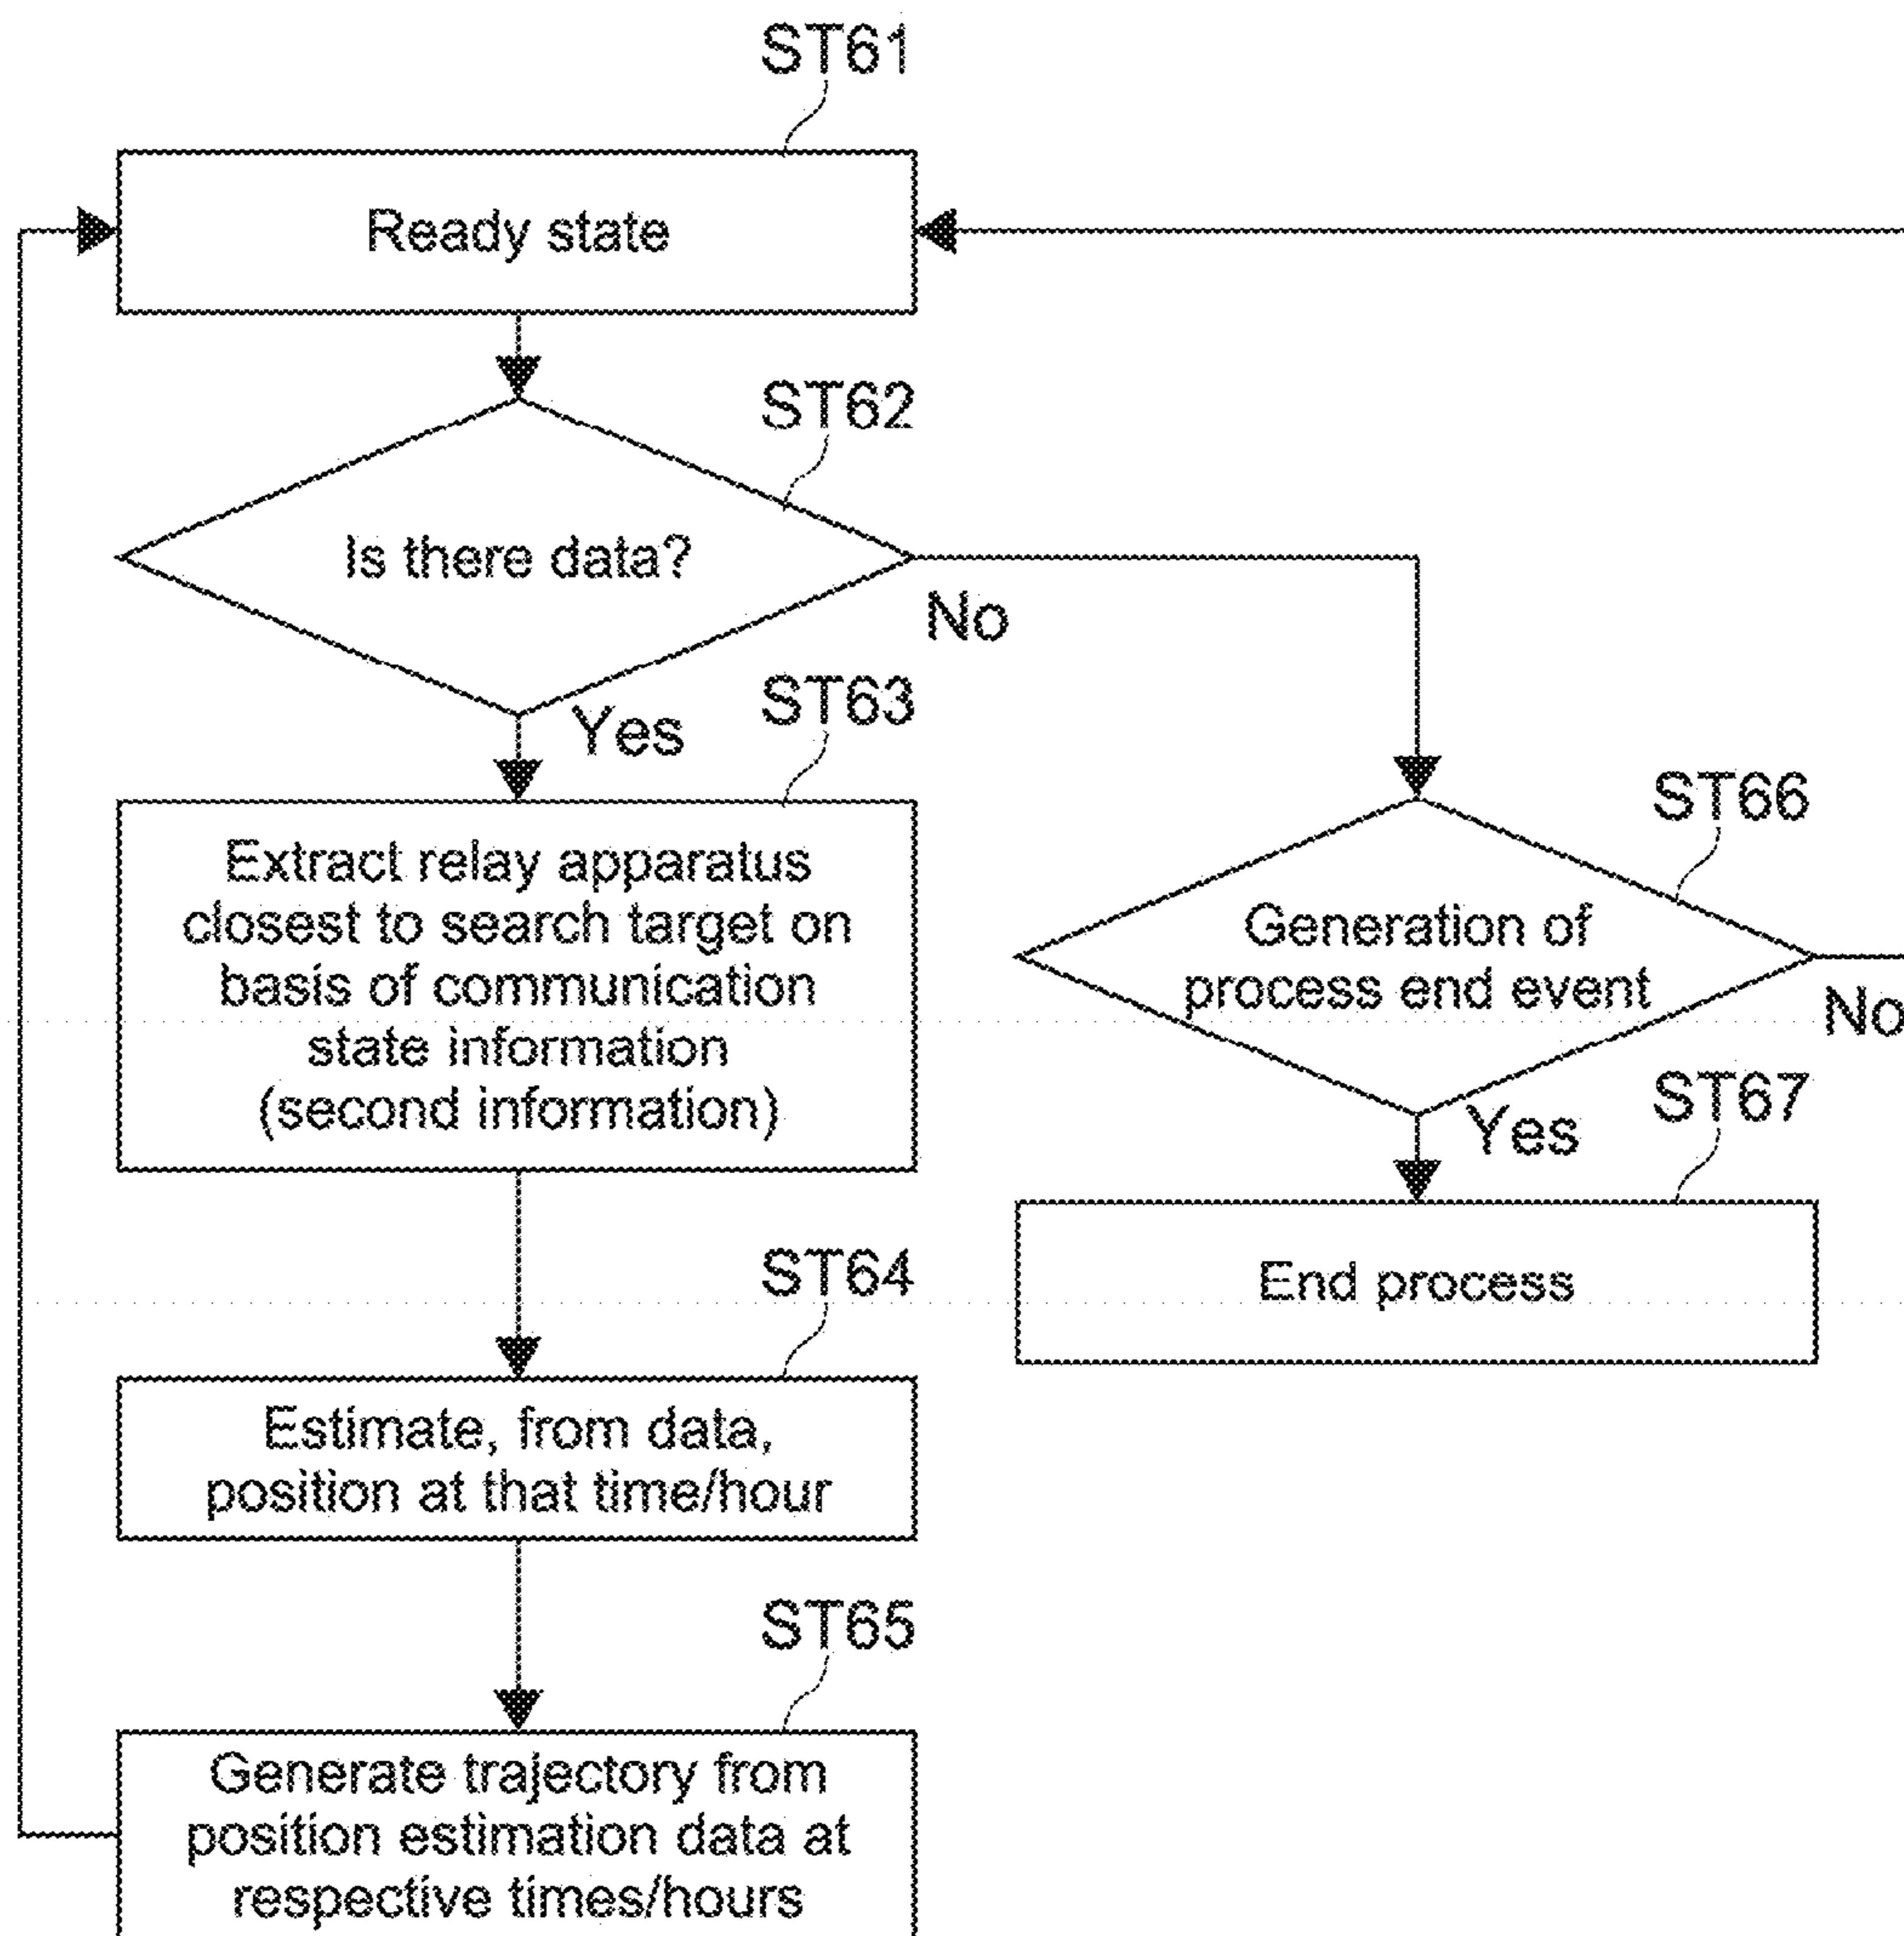 ST61
Ready state
ST62
Is there data?
No
Yes
ST63
Extract relay apparatus
closest to search target on
basis of communication
state information
(second information)
ST66
Generation of
process end event
No
Yes
ST67
End process
ST64
Estimate, from data,
position at that time/hour
ST65
Generate trajectory from
position estimation data at
respective times/hours